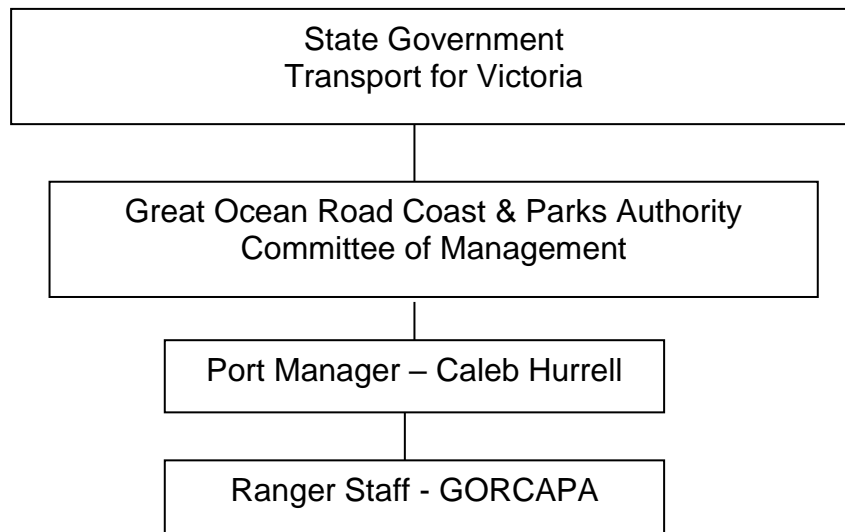 State Government
Transport for Victoria
Great Ocean Road Coast & Parks Authority
Committee of Management
Port Manager – Caleb Hurrell
Ranger Staff - GORCAPA